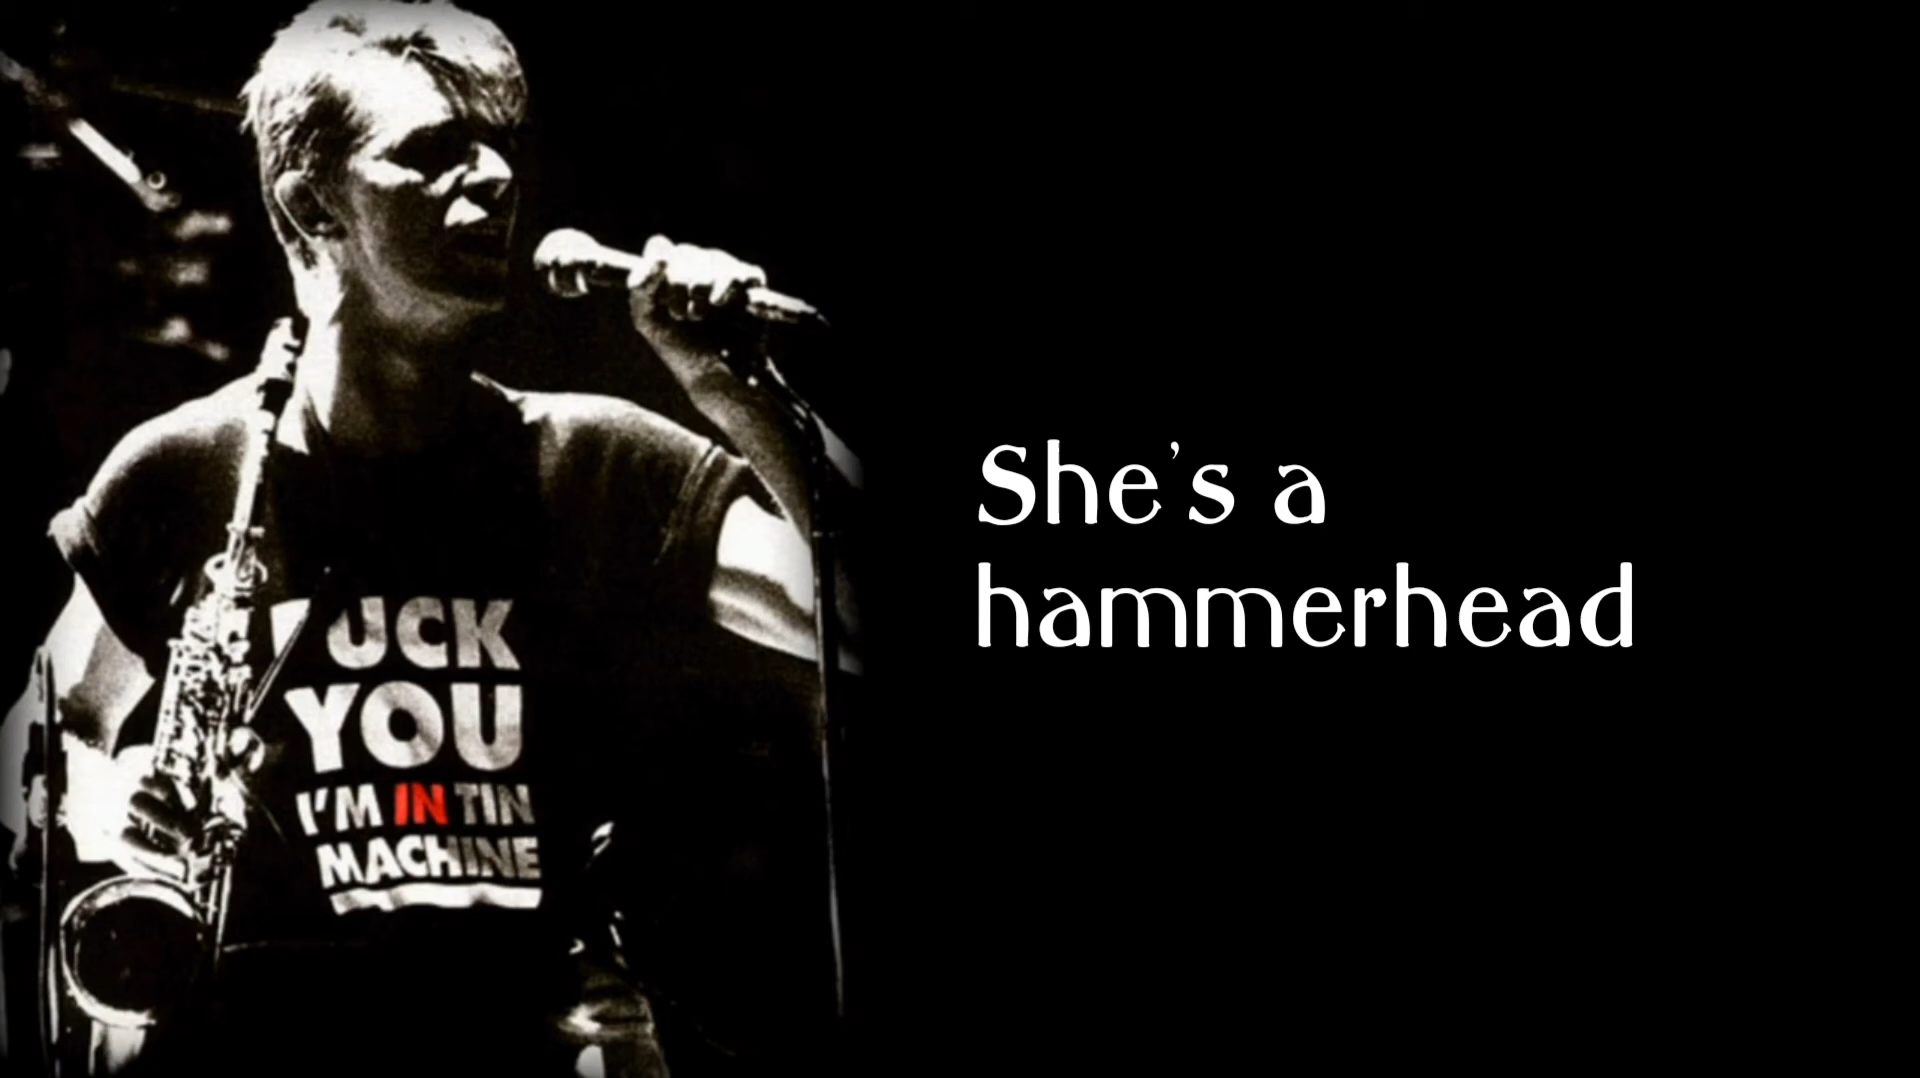 UCK
YOU
I'M IN TIN
MACHINE
She's a
hammerhead